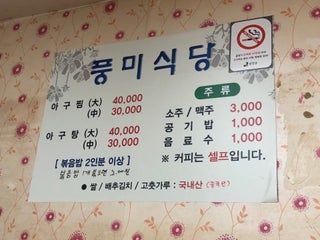 풍미식당
아구찜 (大) 40,000
(中) 30,000
아구탕 (大) 40,000
(中) 30,000
[ 볶음밥 2인분 이상 ]
주류
소주 / 맥주 3,000
공기밥 1,000
음료수 1,000
※ 커피는 셀프입니다.
● 쌀 / 배추김치 / 고춧가루 : 국내산